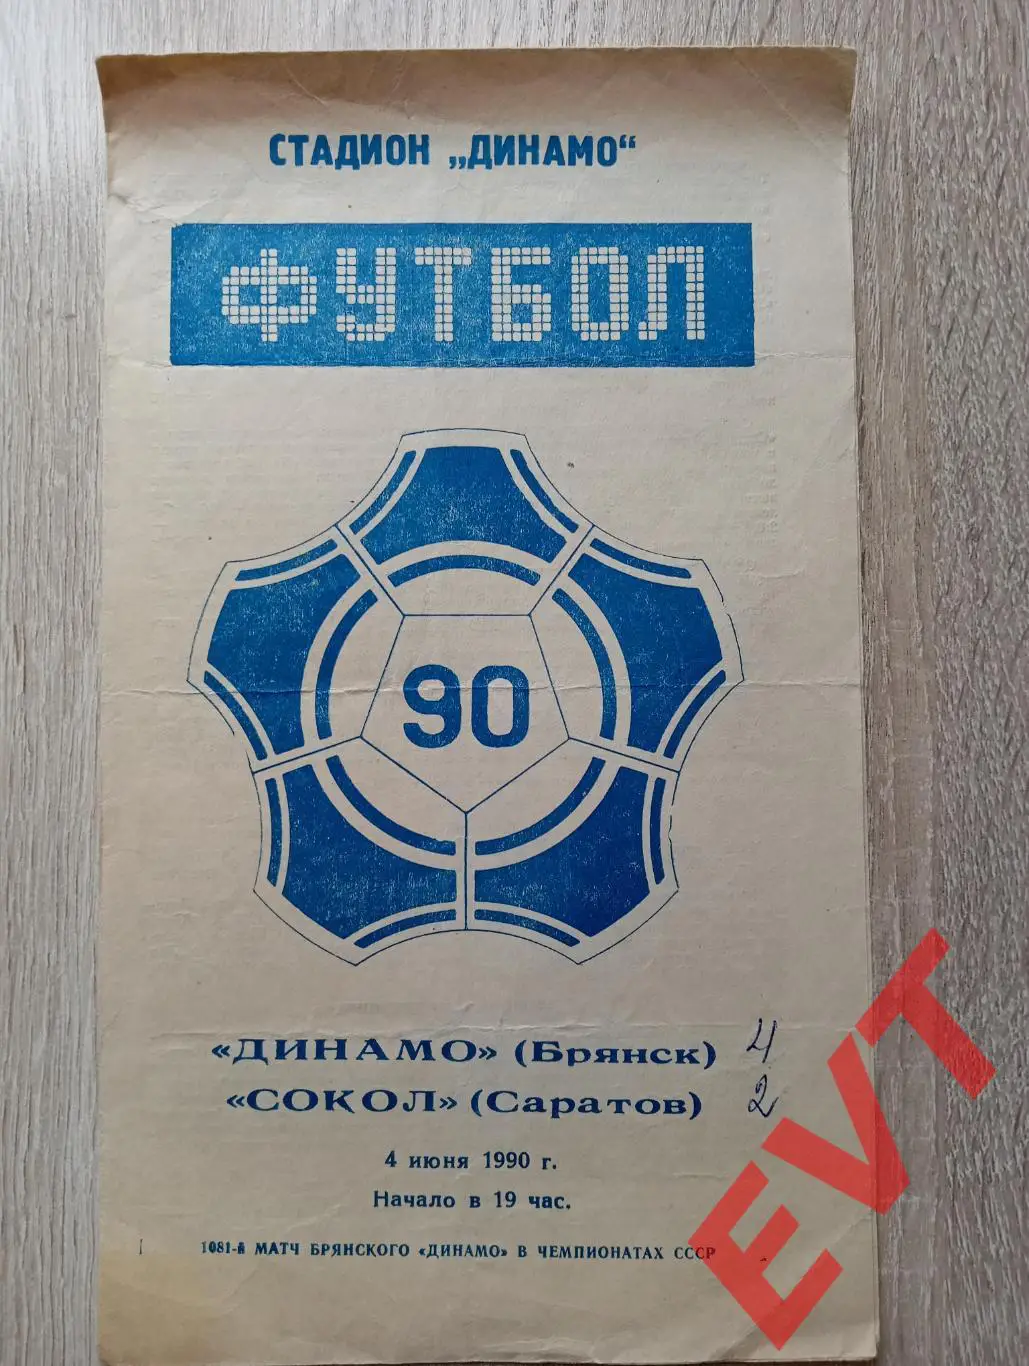 СТАДИОН „ДИНАМО“
ФУТБОЛ
90
«ДИНАМО» (Брянск) 4
«СОКОЛ» (Саратов) 2
4 июня 1990 г.
Начало в 19 час.
1081-й МАТЧ БРЯНСКОГО «ДИНАМО» В ЧЕМПИОНАТАХ СССР
EVT